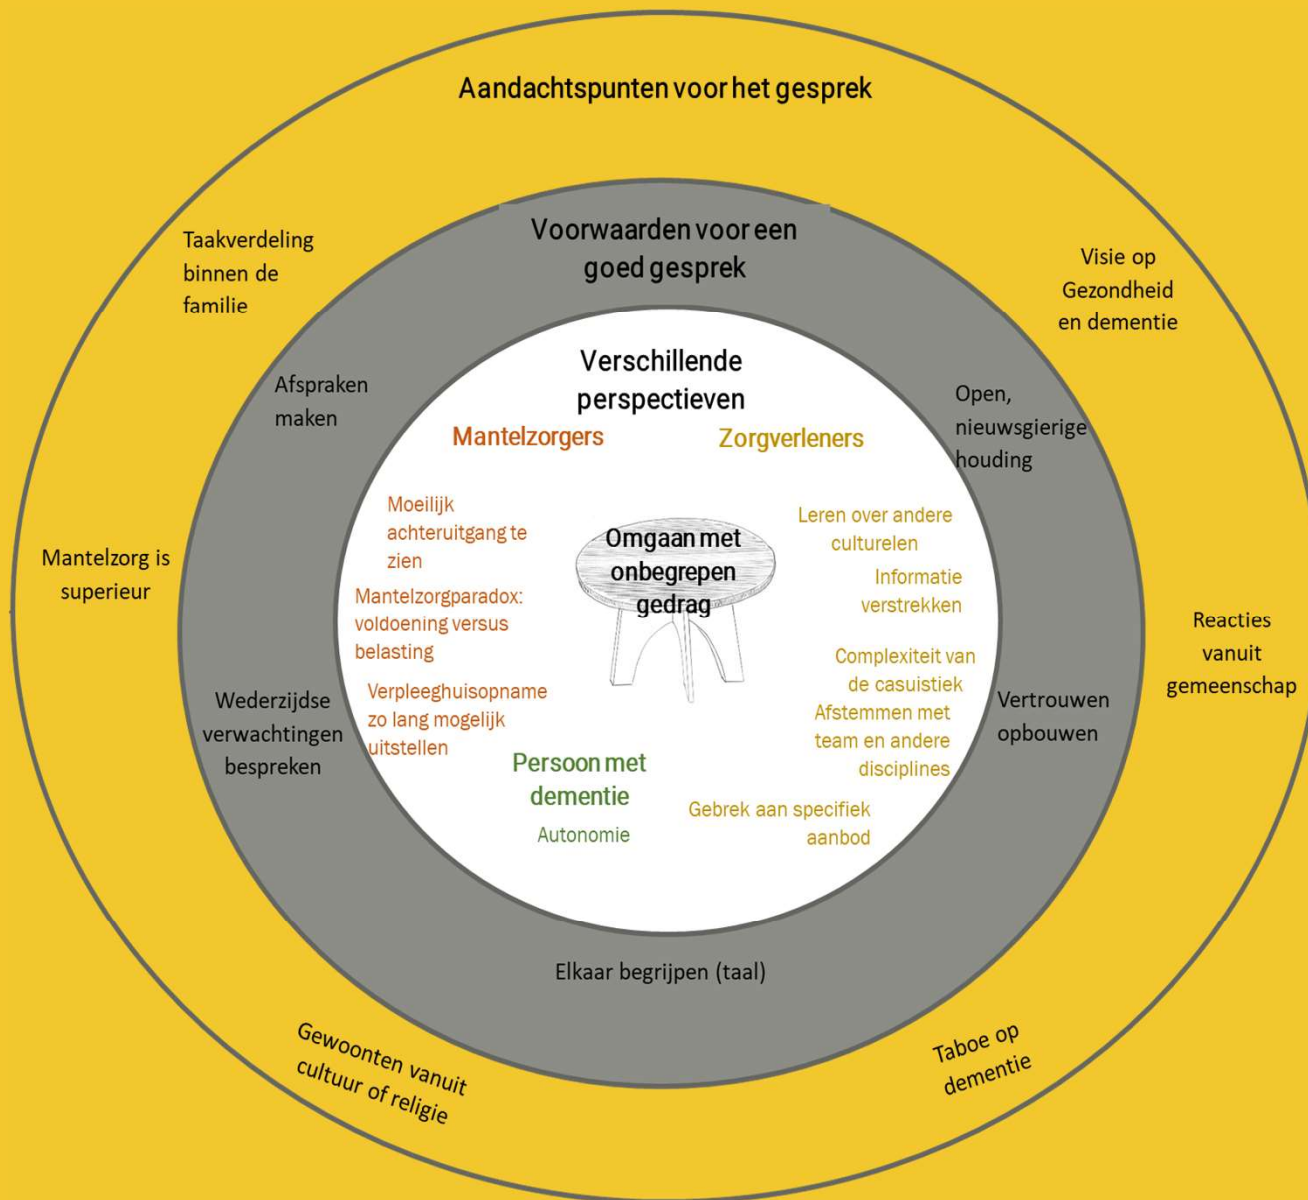 Aandachtspunten voor het gesprek
Taakverdeling
binnen de
familie
Visie op
Gezondheid
en dementie
Mantelzorg is
superieur
Reacties
vanuit
gemeenschap
Gewoonten vanuit
cultuur of religie
Taboe op
dementie
Voorwaarden voor een
goed gesprek
Afspraken
maken
Open,
nieuwsgierige
houding
Wederzijdse
verwachtingen
bespreken
Vertrouwen
opbouwen
Elkaar begrijpen (taal)
Verschillende
perspectieven
Mantelzorgers
Moeilijk
achteruitgang te
zien
Mantelzorgparadox:
voldoening versus
belasting
Verpleeghuisopname
zo lang mogelijk
uitstellen
Zorgverleners
Leren over andere
culturelen
Informatie
verstrekken
Complexiteit van
de casuistiek
Afstemmen met
team en andere
disciplines
Gebrek aan specifiek
aanbod
Omgaan met
onbegrepen
gedrag
Persoon met
dementie
Autonomie